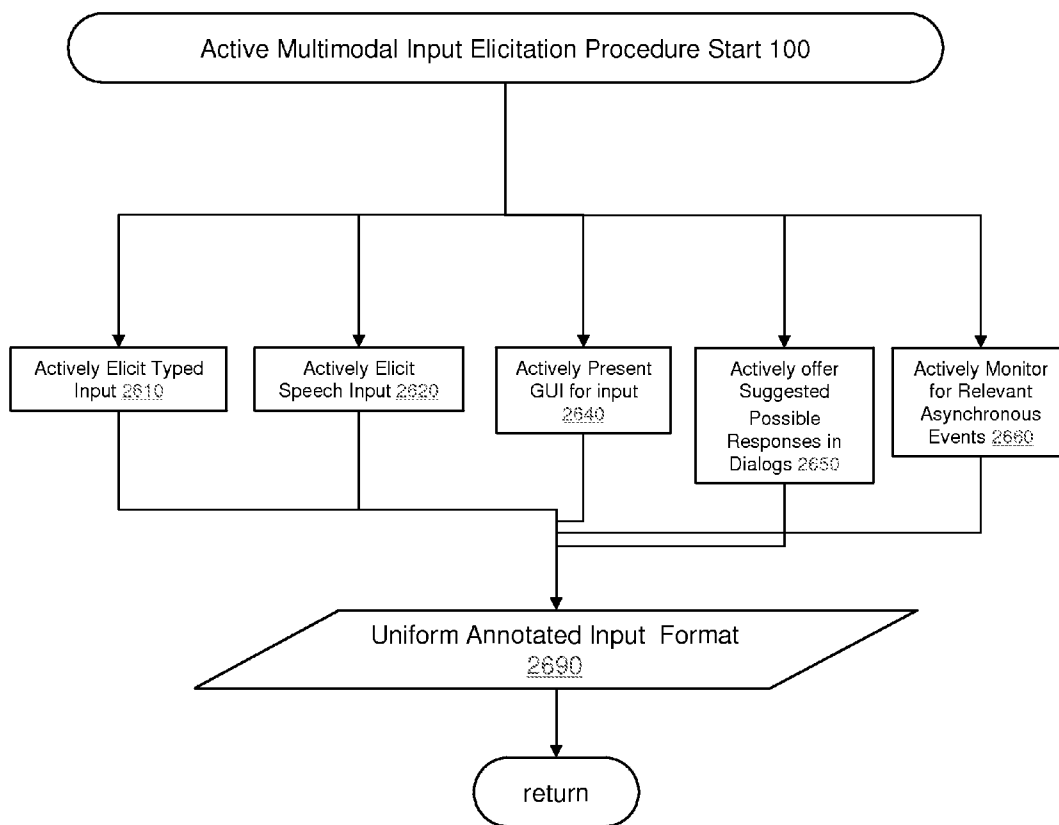 Active Multimodal Input Elicitation Procedure Start 100
Actively Elicit Typed
Input 2610
Actively Elicit
Speech Input 2620
Actively Present
GUI for input
2640
Actively offer
Suggested
Possible
Responses in
Dialogs 2650
Actively Monitor
for Relevant
Asynchronous
Events 2660
Uniform Annotated Input Format
2690
return